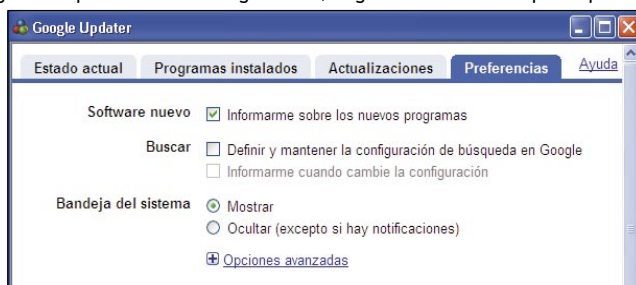 Google Updater
Estado actual Programas instalados Actualizaciones Preferencias Ayuda
Software nuevo Informarme sobre los nuevos programas
Buscar Definir y mantener la configuración de búsqueda en Google
Informarme cuando cambie la configuración
Bandeja del sistema Mostrar
Ocultar (excepto si hay notificaciones)
Opciones avanzadas